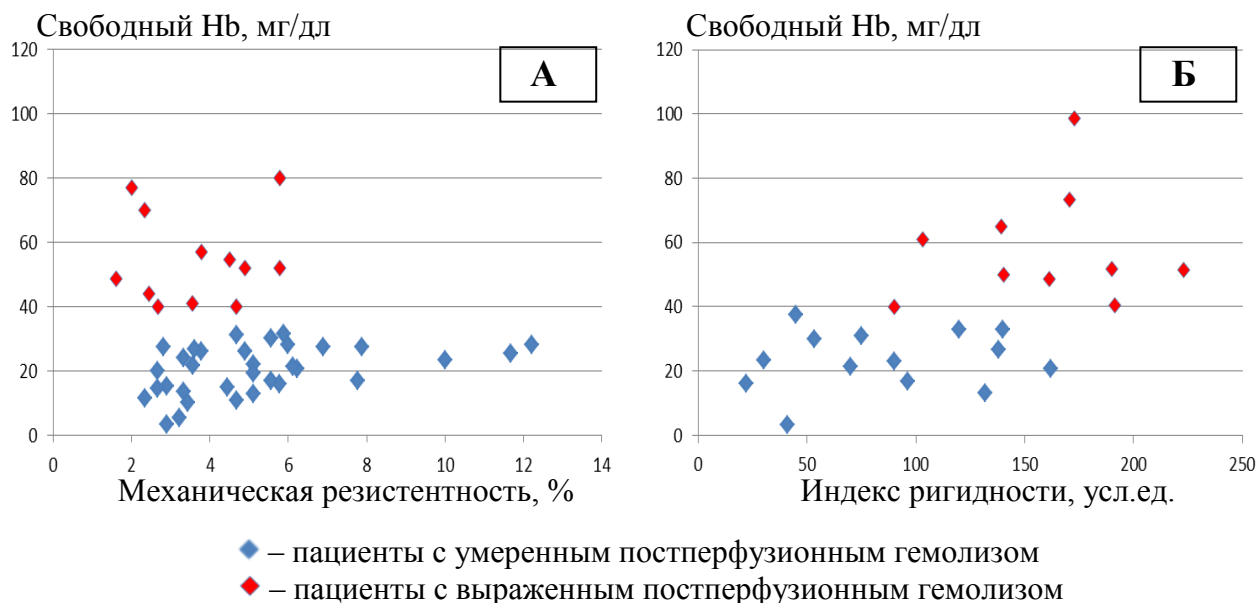 Свободный Hb, мг/дл
А
120
100
80
60
40
20
0
0 2 4 6 8 10 12 14
Механическая резистентность, %
Свободный Hb, мг/дл
Б
120
100
80
60
40
20
0
0 50 100 150 200 250
Индекс ригидности, усл.ед.
– пациенты с умеренным постперфузионным гемолизом
– пациенты с выраженным постперфузионным гемолизом